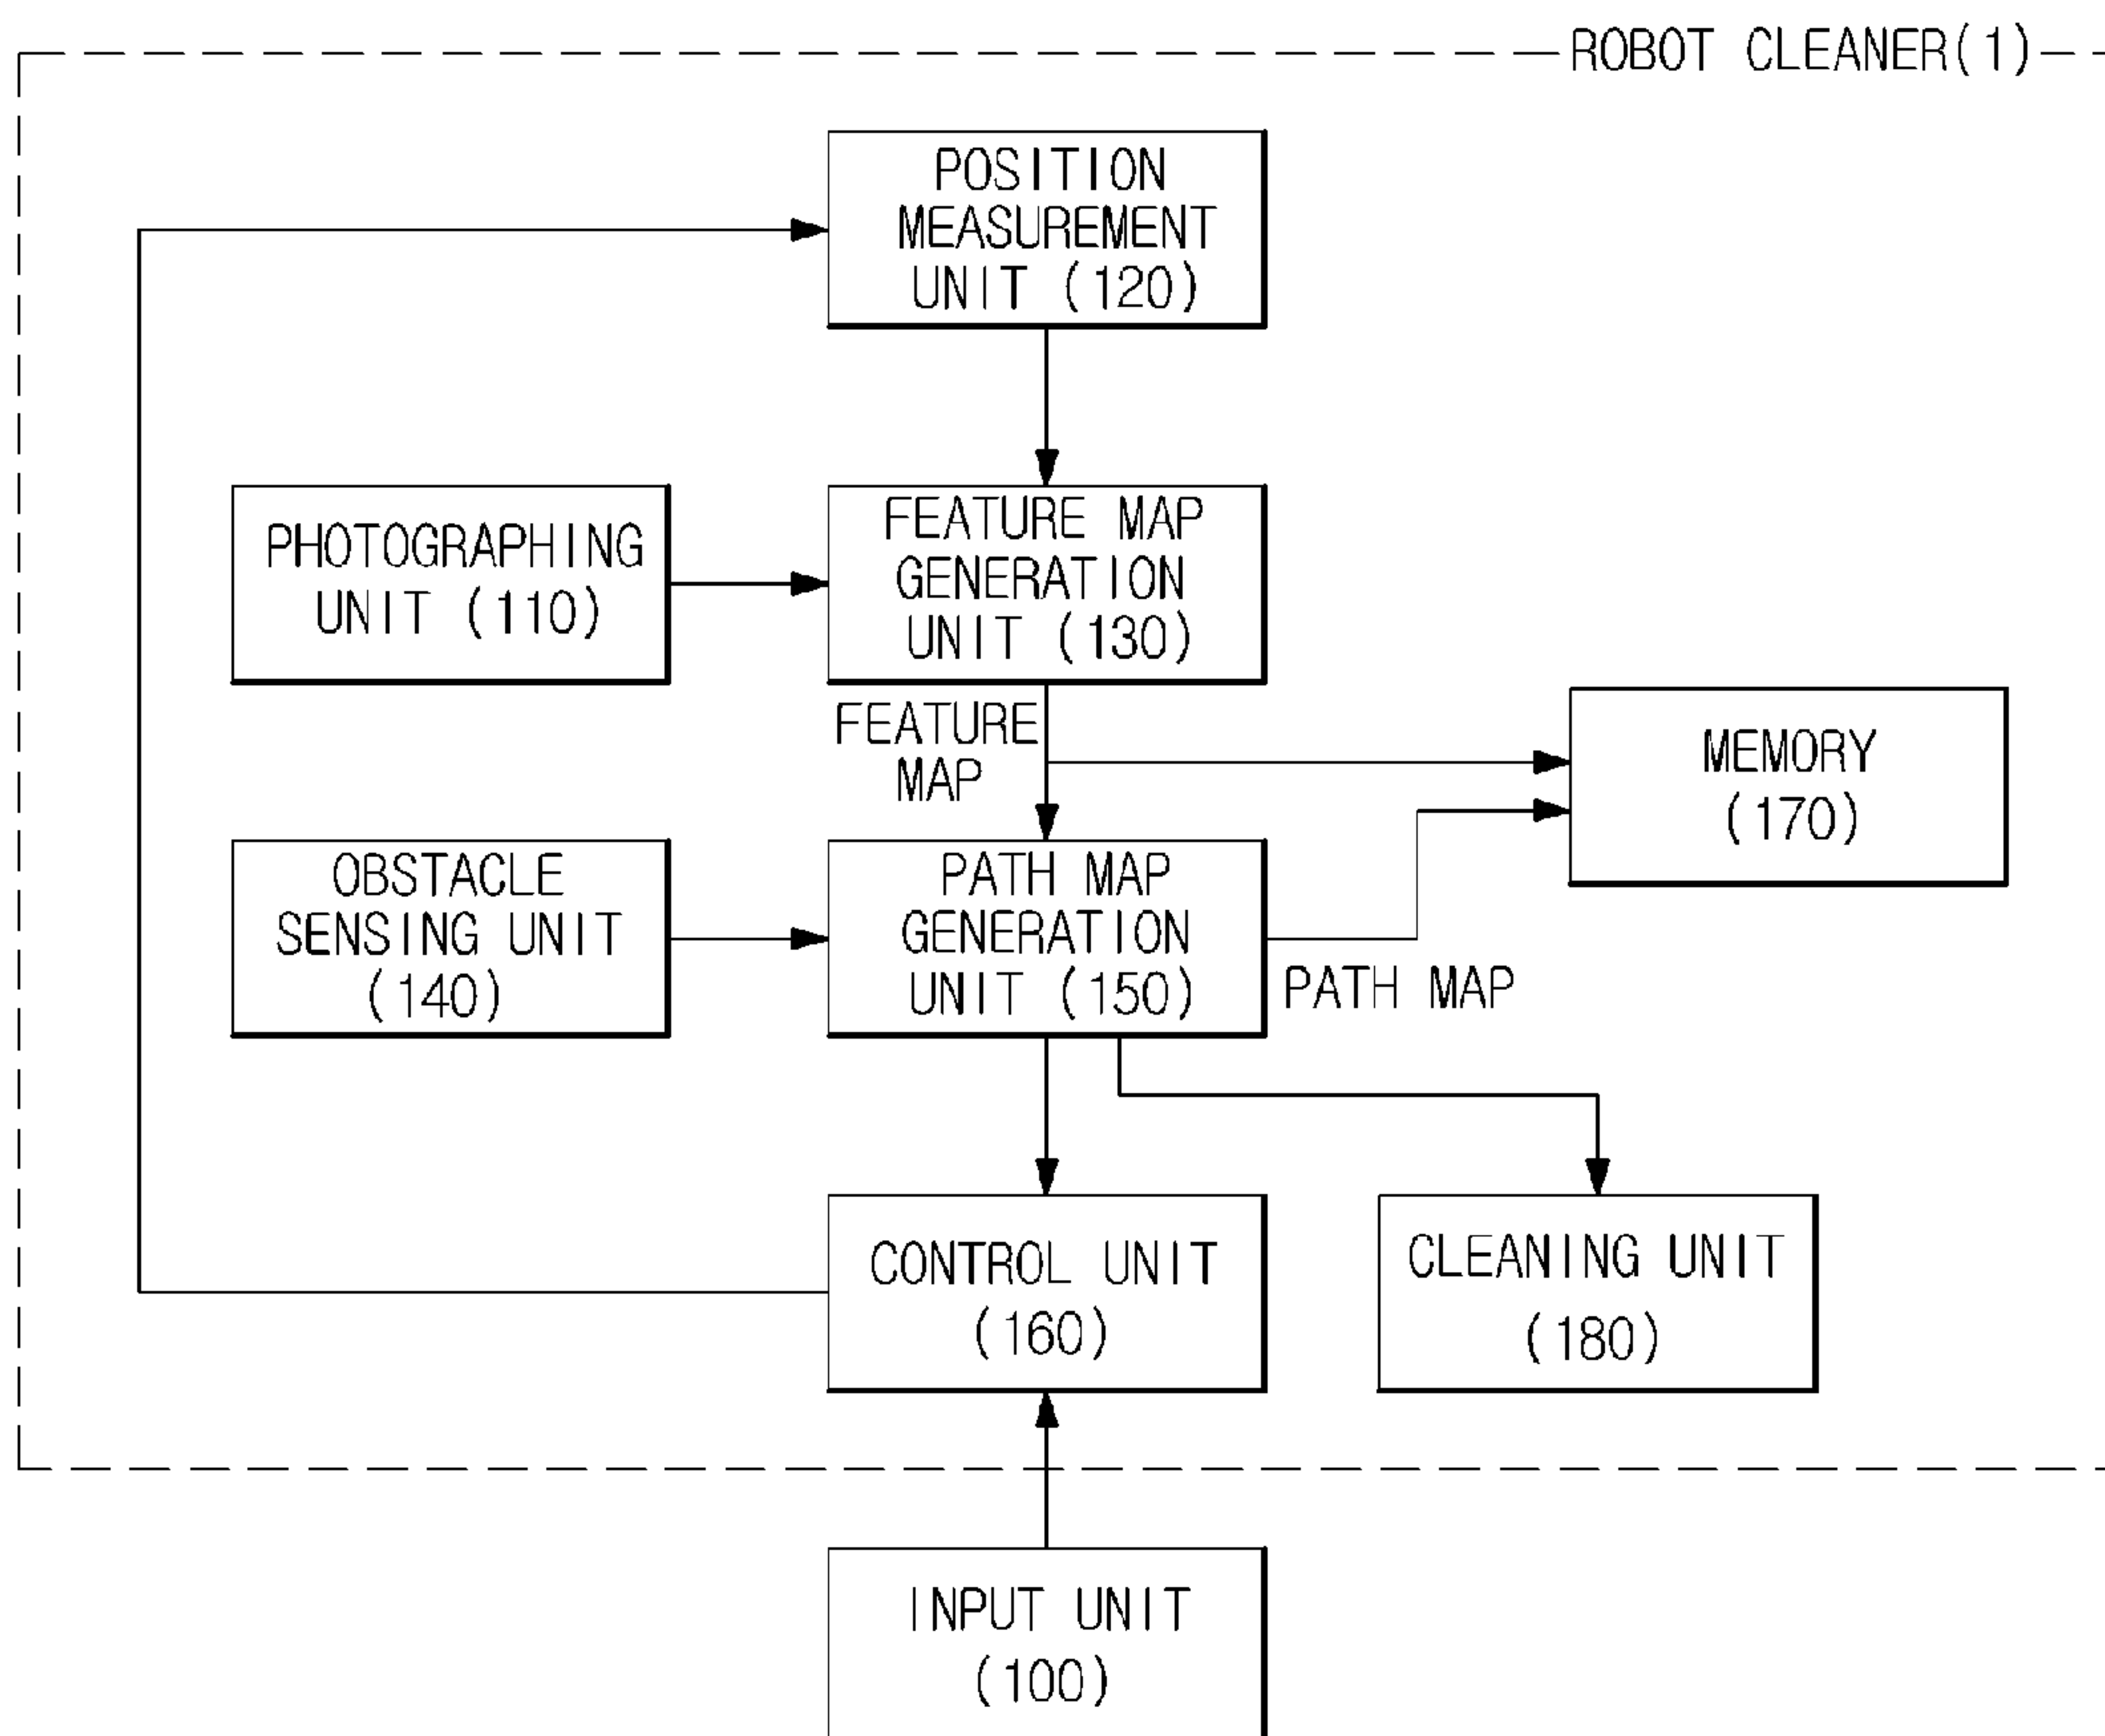 ROBOT CLEANER(1)
POSITION
MEASUREMENT
UNIT (120)
PHOTOGRAPHING
UNIT (110)
FEATURE MAP
GENERATION
UNIT (130)
FEATURE
MAP
MEMORY
(170)
OBSTACLE
SENSING UNIT
(140)
PATH MAP
GENERATION
UNIT (150)
PATH MAP
CONTROL UNIT
(160)
CLEANING UNIT
(180)
INPUT UNIT
(100)